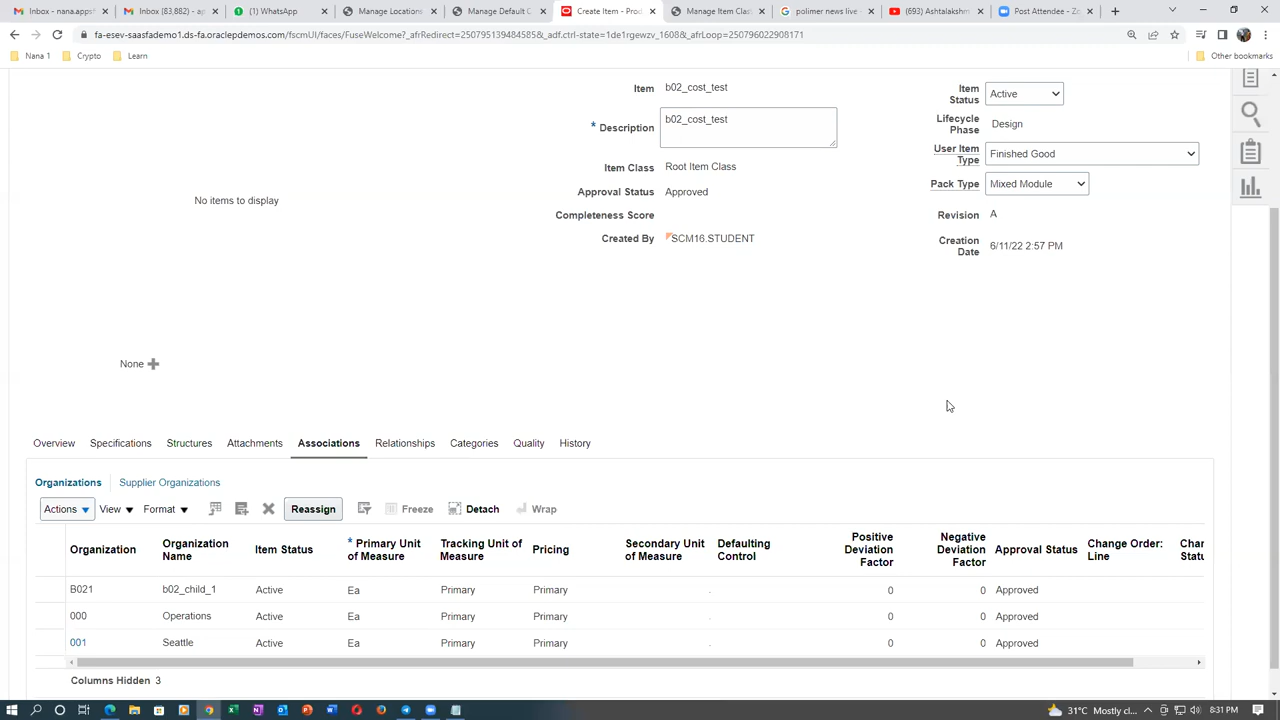 Inbox - nana.apps@
Inbox (83,882) - ap
(1) WhatsApp
Manage Locations
Manage Default C
Create Item - Prod
Manage Item Clas
polimer news live -
(693) Ashtalakshm
Post Attendee - Zo
fa-esev-saasfademo1.ds-fa.oraclepdemos.com/fscmUI/faces/FuseWelcome?_afrRedirect=2507951394845856&_adf.ctrl-state=1de1rgewzv_1608&_afrLoop=250796022908171
Nana 1
Crypto
Learn
Other bookmarks
Item b02_cost_test
Item Status Active
* Description b02_cost_test
Lifecycle Phase Design
User Item Type Finished Good
Item Class Root Item Class
Pack Type Mixed Module
Approval Status Approved
No items to display
Completeness Score
Revision A
Created By SCM16.STUDENT
Creation Date 6/11/22 2:57 PM
None
Overview Specifications Structures Attachments Associations Relationships Categories Quality History
Organizations Supplier Organizations
Actions View Format Reassign Freeze Detach Wrap
Organization Organization Name Item Status * Primary Unit of Measure Tracking Unit of Measure Pricing Secondary Unit of Measure Defaulting Control Positive Deviation Factor Negative Deviation Factor Approval Status Change Order: Line Chan Statu
B021 b02_child_1 Active Ea Primary Primary . 0 0 Approved
000 Operations Active Ea Primary Primary . 0 0 Approved
001 Seattle Active Ea Primary Primary . 0 0 Approved
Columns Hidden 3
31°C Mostly cl... 8:31 PM